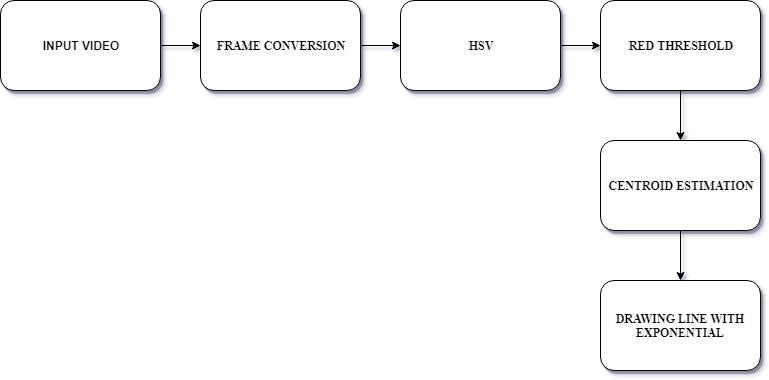 INPUT VIDEO
FRAME CONVERSION
HSV
RED THRESHOLD
CENTROID ESTIMATION
DRAWING LINE WITH
EXPONENTIAL